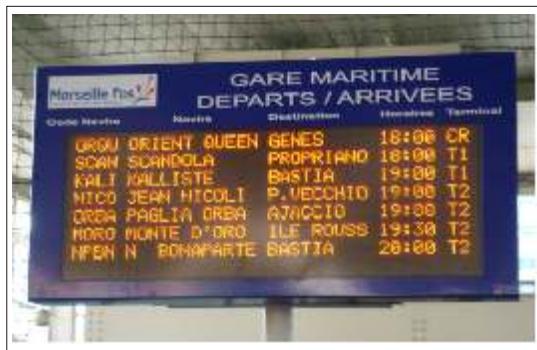 Marseille Fos
GARE MARITIME
DEPARTS / ARRIVEES
Code Navire Navire Destination Horaires Terminal
ORQU ORIENT QUEEN GENES 18:00 CR
SCAN SCANDOLA PROPRIANO 18:00 T1
KALI KALLISTE BASTIA 19:00 T1
NICO JEAN NICOLI P.VECCHIO 19:00 T2
ORBA PAGLIA ORBA AJACCIO 19:00 T2
MORO MONTE D'ORO ILE ROUSS 19:30 T2
NPBN N BONAPARTE BASTIA 20:00 T2